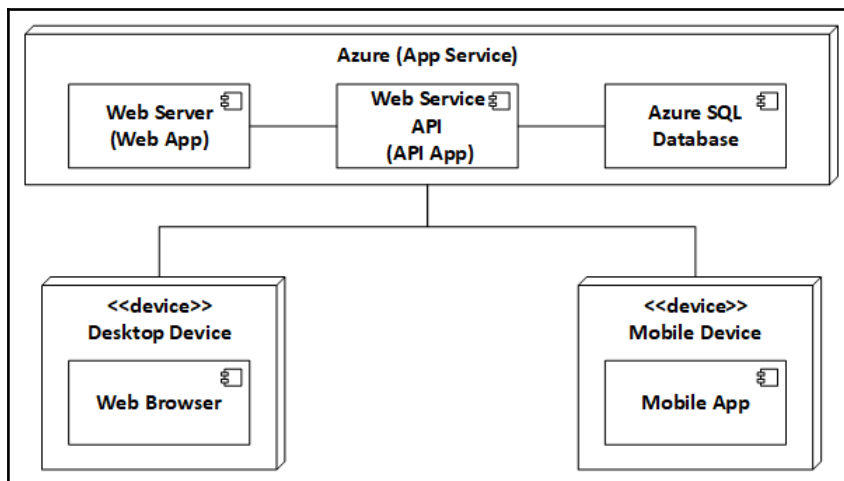 Azure (App Service)
Web Server
(Web App)
Web Service
API
(API App)
Azure SQL
Database
<<device>>
Desktop Device
Web Browser
<<device>>
Mobile Device
Mobile App